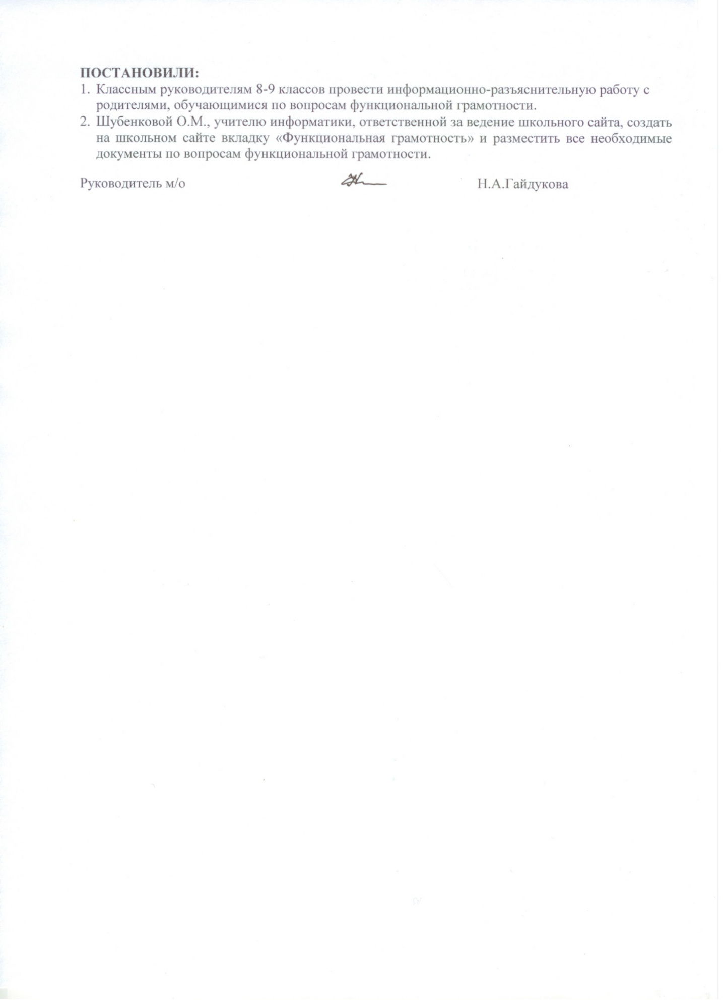 ПОСТАНОВИЛИ:
1. Классным руководителям 8-9 классов провести информационно-разъяснительную работу с
родителями, обучающимися по вопросам функциональной грамотности.
2. Шубенковой О.М., учителю информатики, ответственной за ведение школьного сайта, создать
на школьном сайте вкладку «Функциональная грамотность» и разместить все необходимые
документы по вопросам функциональной грамотности.
Руководитель м/о Н.А.Гайдукова